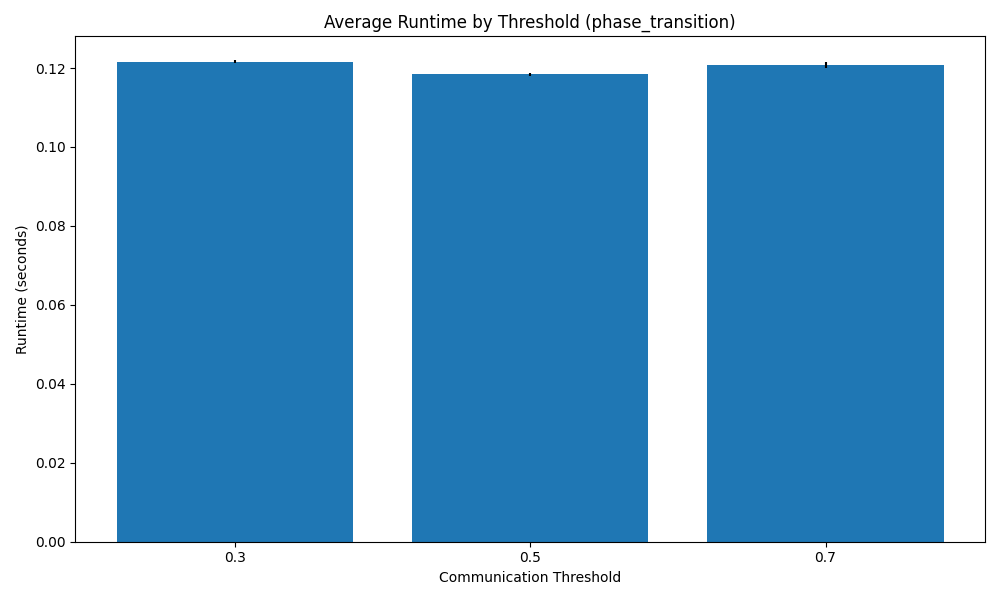 Average Runtime by Threshold (phase_transition)
0.12
0.10
0.08
0.06
0.04
0.02
0.00
Runtime (seconds)
0.3 0.5 0.7
Communication Threshold